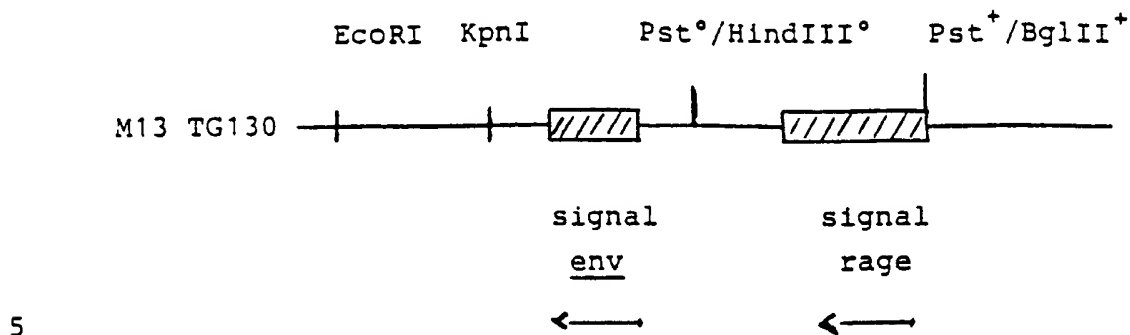 EcoRI KpnI Pst°/HindIII° Pst⁺/BglII⁺
M13 TG130
signal signal
env rage
5